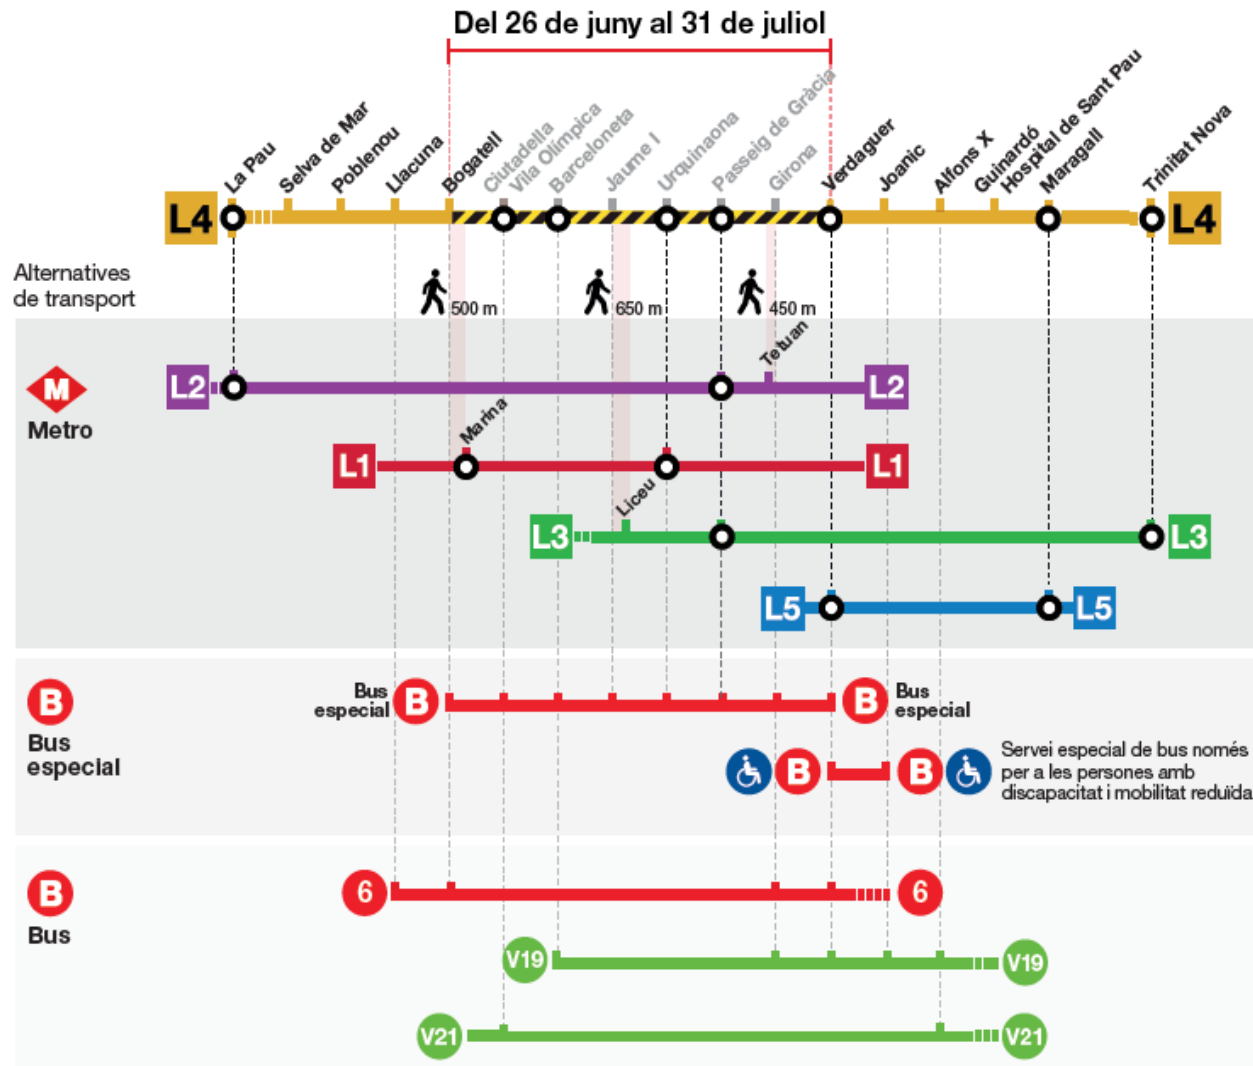 Del 26 de juny al 31 de juliol
La Pau
Selva de Mar
Poblenou
Llacuna
Bogatell
Ciutadella
Vila Olímpica
Barceloneta
Jaume I
Urquinaona
Passeig de Gràcia
Girona
Verdaguer
Joanic
Alfons X
Guinardó
Hospital de Sant Pau
Maragall
Trinitat Nova
L4
L4
Alternatives
de transport
500 m
650 m
450 m
Tetuan
M
Metro
L2
L2
Marina
L1
L1
Liceu
L3
L3
L5
L5
B
Bus
especial
Bus
especial
B
B
Bus
especial
B
B
Servei especial de bus només
per a les persones amb
discapacitat i mobilitat reduïda
B
Bus
6
6
V19
V19
V21
V21